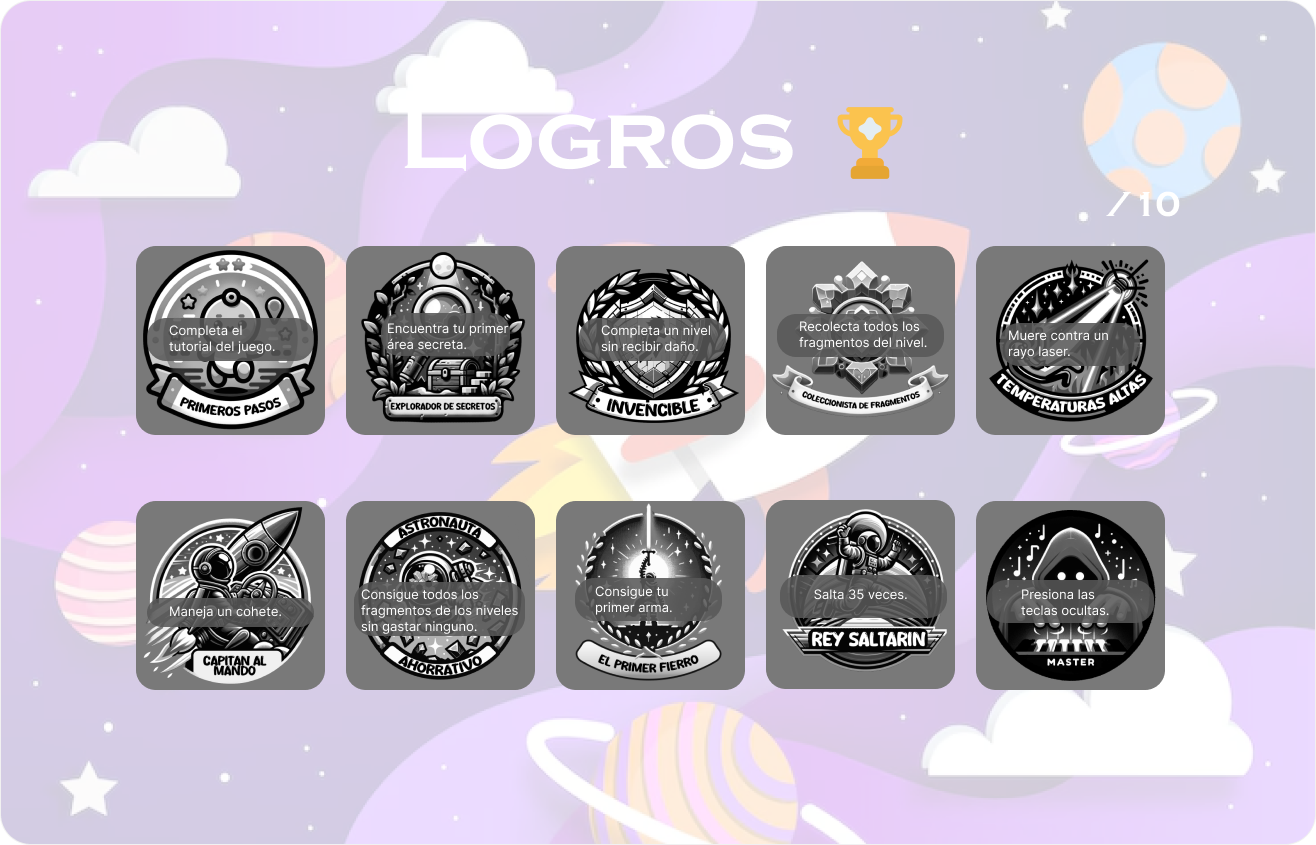 LOGROS
/10
Completa el
tutorial del juego.
PRIMEROS PASOS
Encuentra tu primer
área secreta.
EXPLORADOR DE SECRETOS
Completa un nivel
sin recibir daño.
INVENCIBLE
Recolecta todos los
fragmentos del nivel.
COLECCIONISTA DE FRAGMENTOS
Muere contra un
rayo laser.
TEMPERATURAS ALTAS
Maneja un cohete.
CAPITAN AL
MANDO
ASTRONAUTA
Consigue todos los
fragmentos de los niveles
sin gastar ninguno.
AHORRATIVO
Consigue tu
primer arma.
EL PRIMER FIERRO
Salta 35 veces.
REY SALTARIN
Presiona las
teclas ocultas.
MASTER